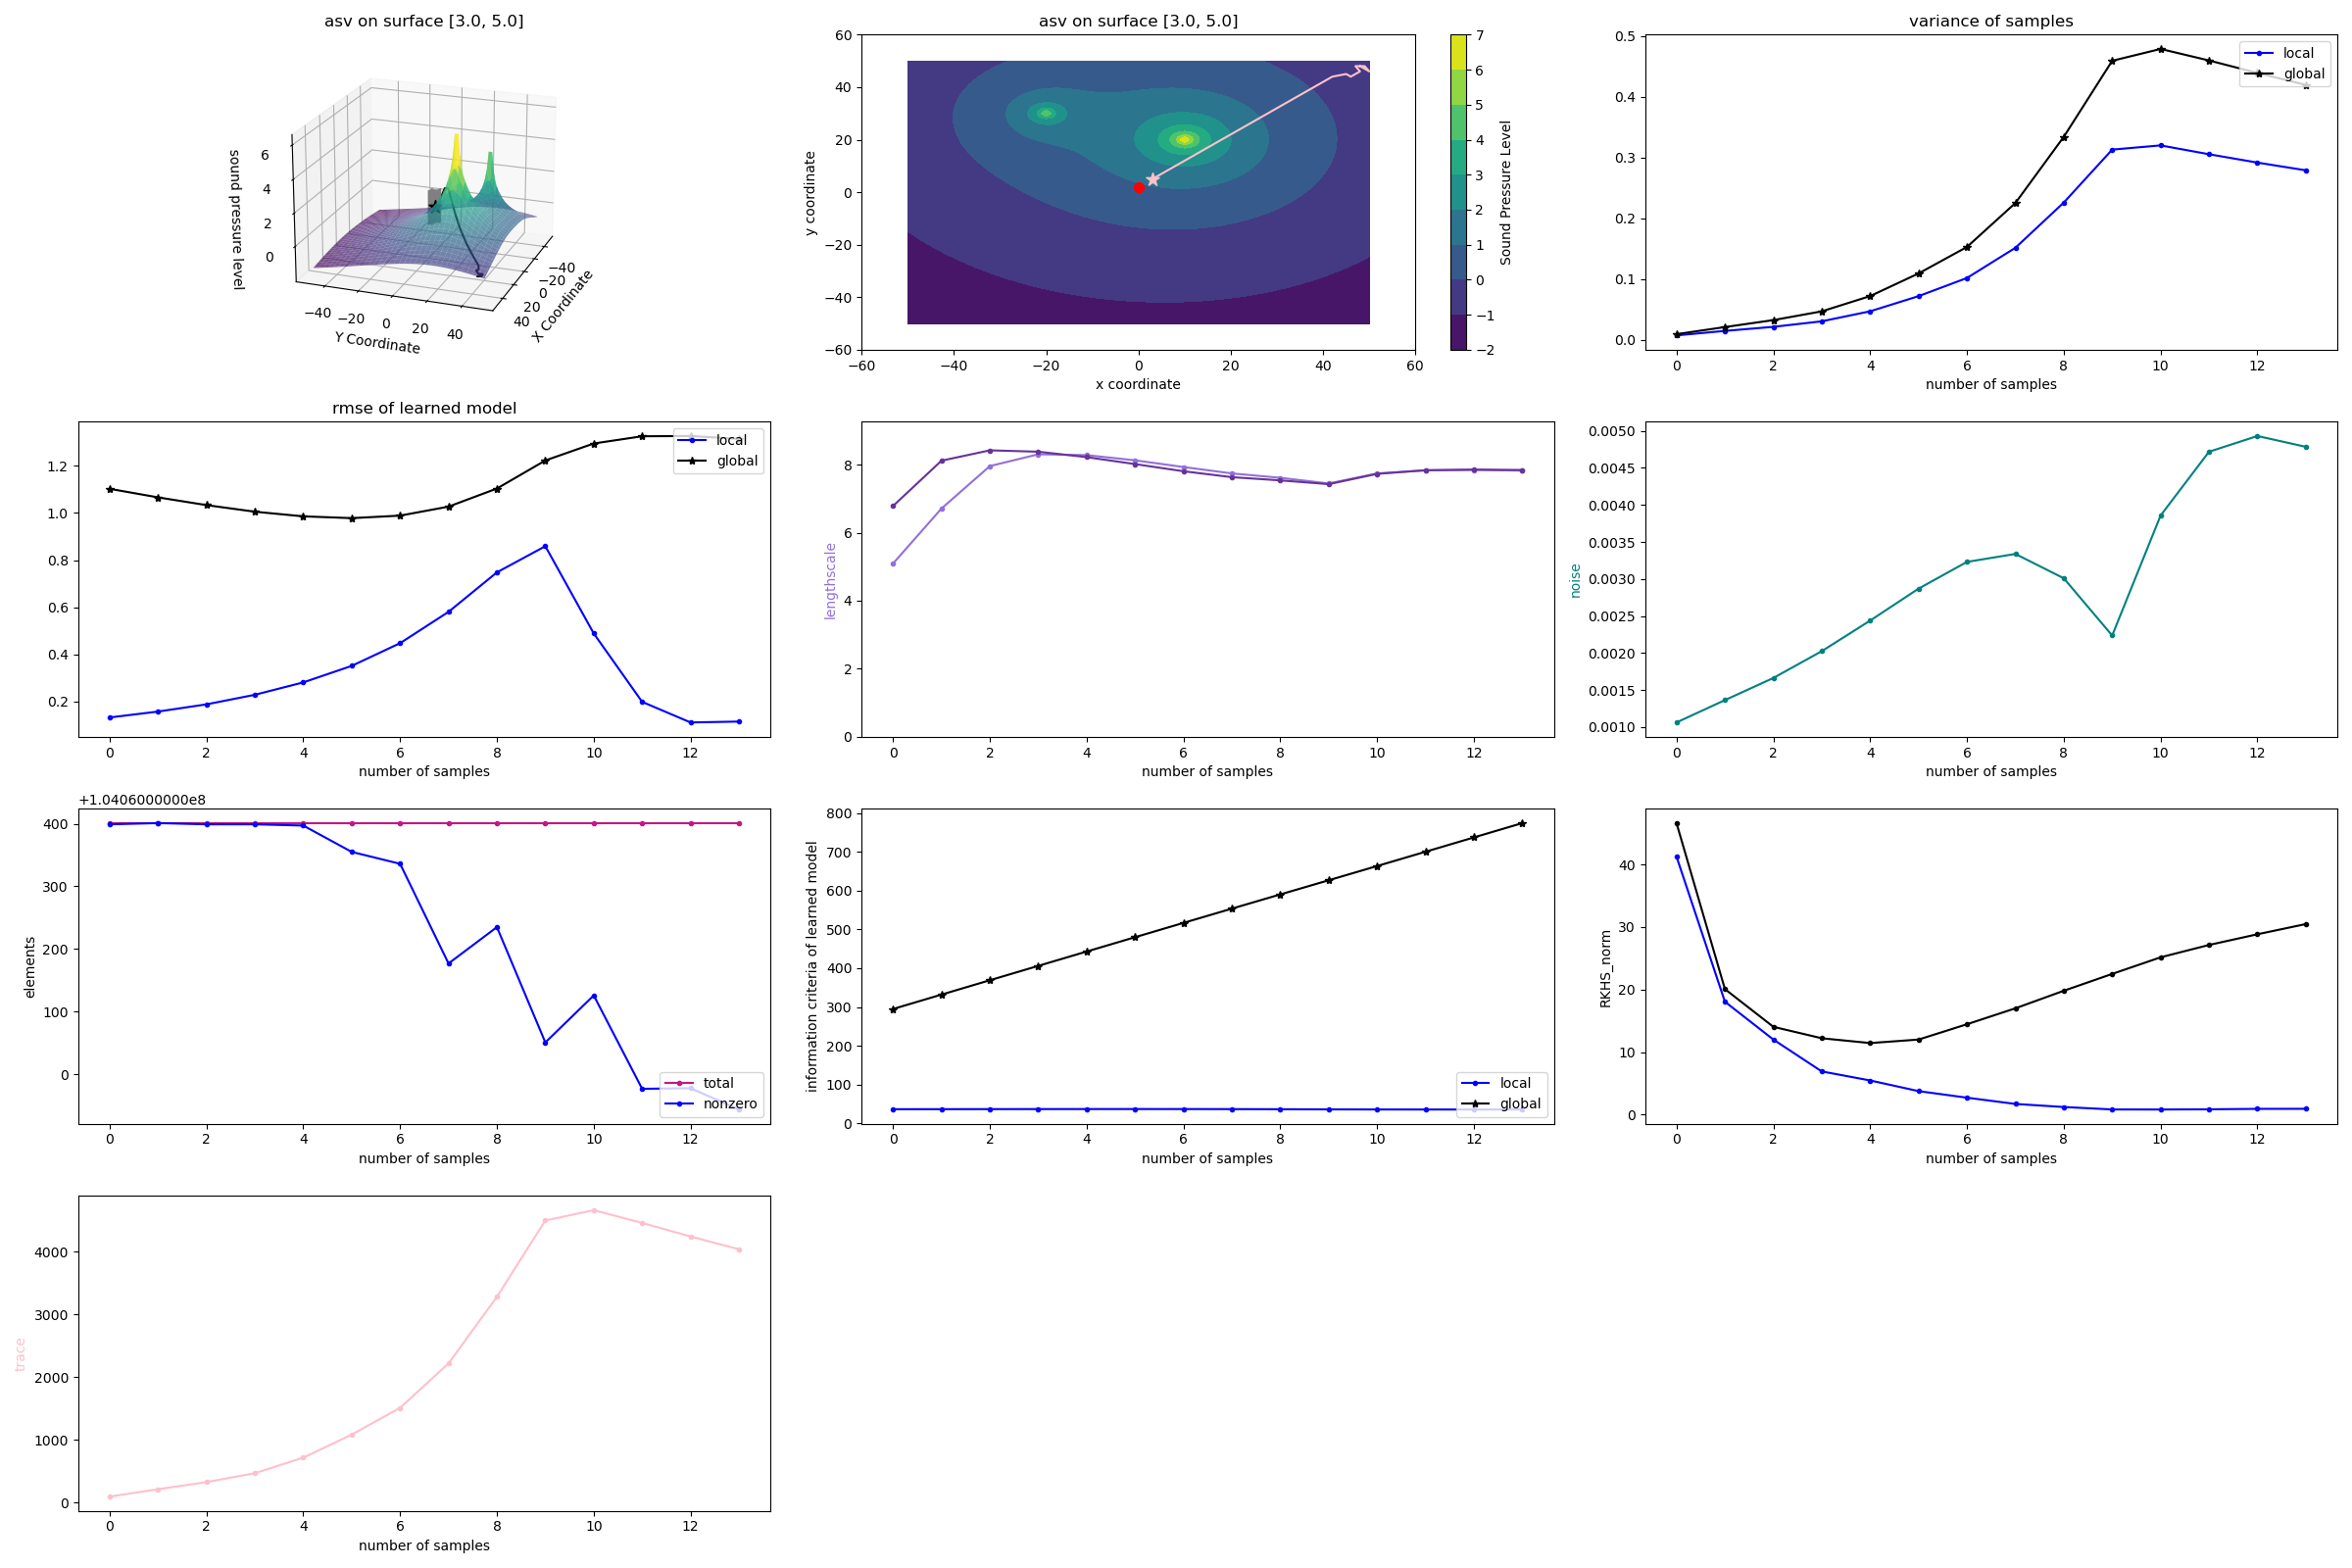 asv on surface [3.0, 5.0]
sound pressure level
6
4
2
0
−40
−20
0
20
40
Y Coordinate
−40
−20
0
20
40
X Coordinate
asv on surface [3.0, 5.0]
60
40
20
0
−20
−40
−60
y coordinate
−60 −40 −20 0 20 40 60
x coordinate
7
6
5
4
3
2
1
0
−1
−2
Sound Pressure Level
variance of samples
0.5
0.4
0.3
0.2
0.1
0.0
local
global
0 2 4 6 8 10 12
number of samples
rmse of learned model
1.2
1.0
0.8
0.6
0.4
0.2
local
global
0 2 4 6 8 10 12
number of samples
lengthscale
8
6
4
2
0
0 2 4 6 8 10 12
number of samples
noise
0.0050
0.0045
0.0040
0.0035
0.0030
0.0025
0.0020
0.0015
0.0010
0 2 4 6 8 10 12
number of samples
+1.0406000000e8
elements
400
300
200
100
0
total
nonzero
0 2 4 6 8 10 12
number of samples
information criteria of learned model
800
700
600
500
400
300
200
100
0
local
global
0 2 4 6 8 10 12
number of samples
RKHS_norm
40
30
20
10
0
0 2 4 6 8 10 12
number of samples
trace
4000
3000
2000
1000
0
0 2 4 6 8 10 12
number of samples